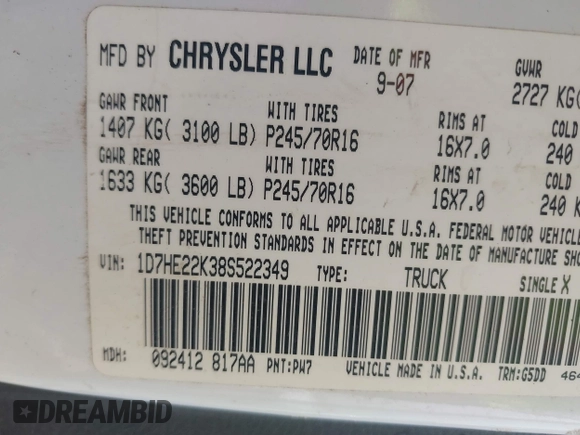 MFD BY CHRYSLER LLC DATE OF MFR GVWR
9-07 2727 KG(
GAWR FRONT WITH TIRES RIMS AT COLD
1407 KG( 3100 LB) P245/70R16 16X7.0 240
GAWR REAR WITH TIRES RIMS AT COLD
1633 KG( 3600 LB) P245/70R16 16X7.0 240 K
THIS VEHICLE CONFORMS TO ALL APPLICABLE U.S.A. FEDERAL MOTOR VEHICLE
THEFT PREVENTION STANDARDS IN EFFECT ON THE DATE OF MANUFACTURE SHO
VIN: 1D7HE22K38S522349 TYPE: TRUCK SINGLE X
MDH: 092412 817AA PNT:PW7 VEHICLE MADE IN U.S.A. TRM:G5DD 464
DREAMBID